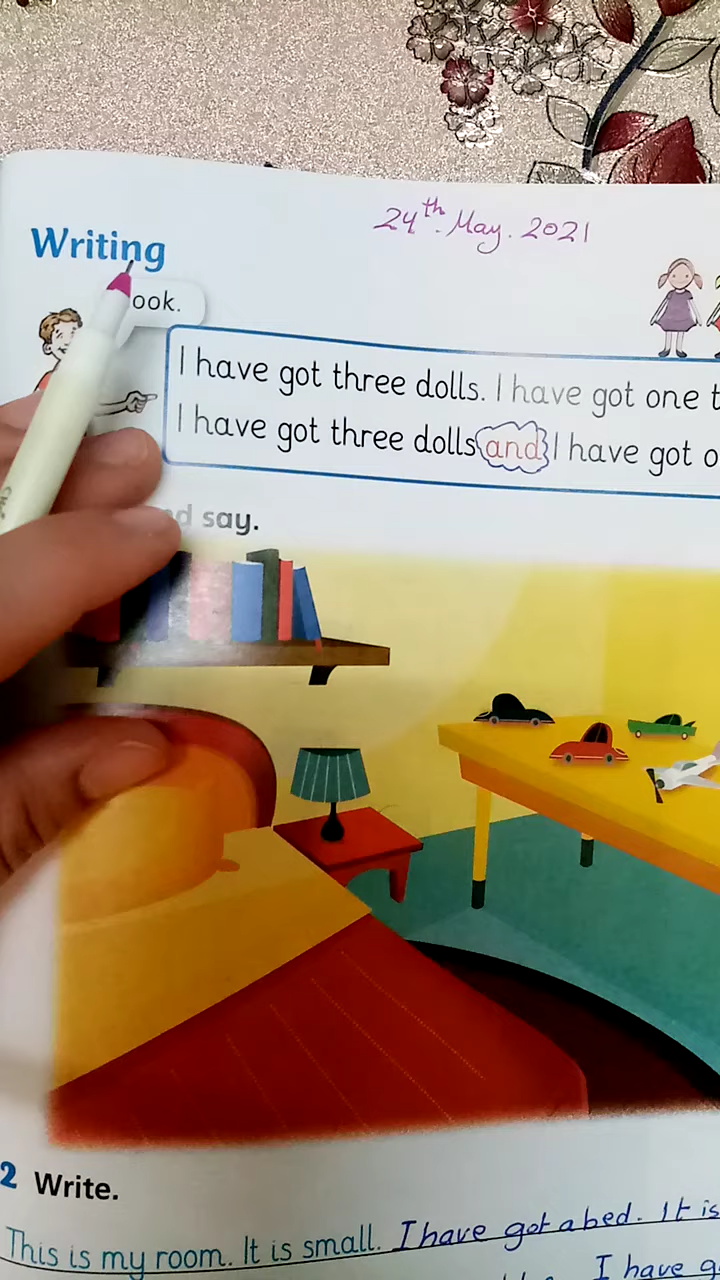 24th. May. 2021
Writing
ook.
I have got three dolls. I have got one t
I have got three dolls and I have got o
d say.
2 Write.
This is my room. It is small. I have got a bed. It is
I have g